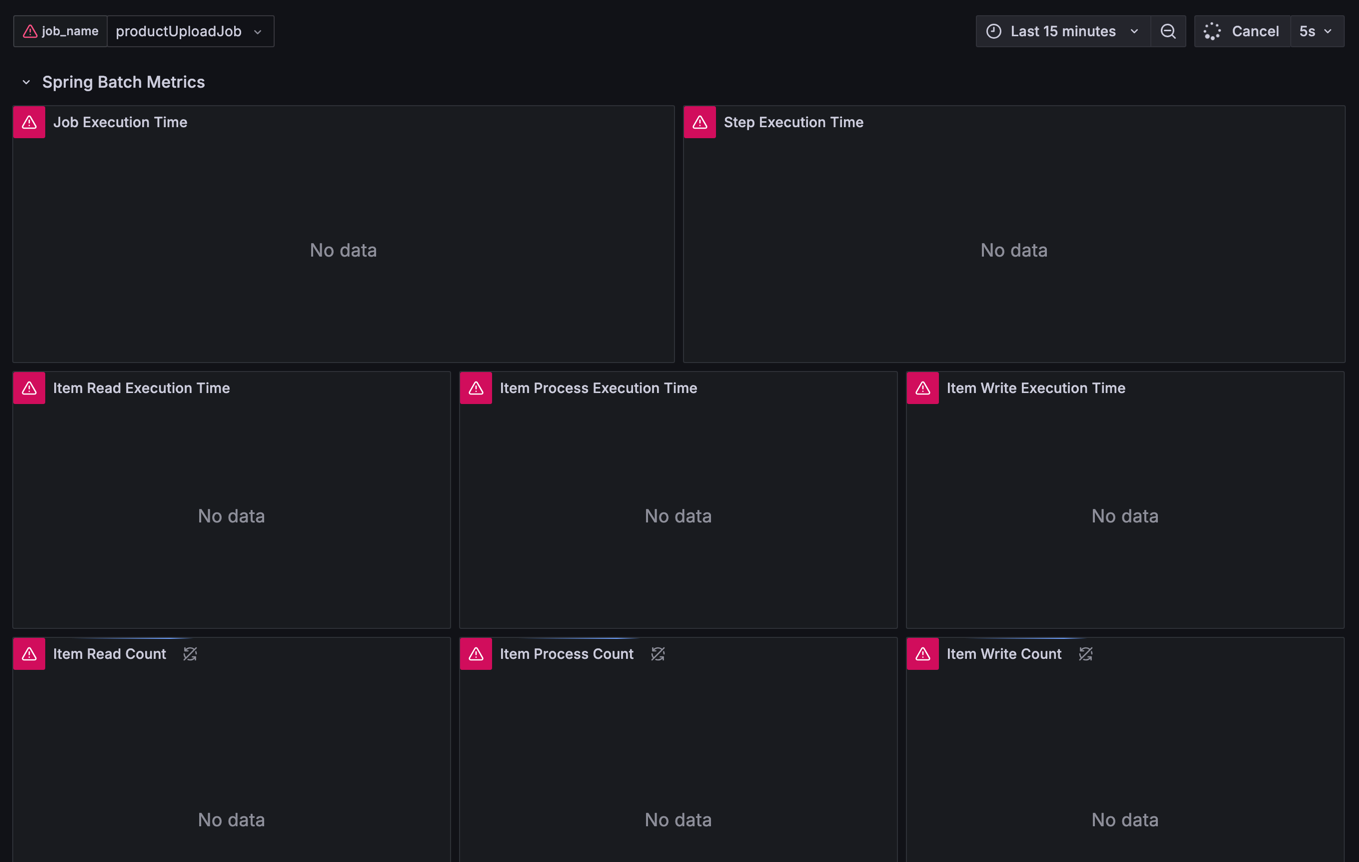 job_name productUploadJob Last 15 minutes Cancel 5s
Spring Batch Metrics
Job Execution Time Step Execution Time
No data No data
Item Read Execution Time Item Process Execution Time Item Write Execution Time
No data No data No data
Item Read Count Item Process Count Item Write Count
No data No data No data